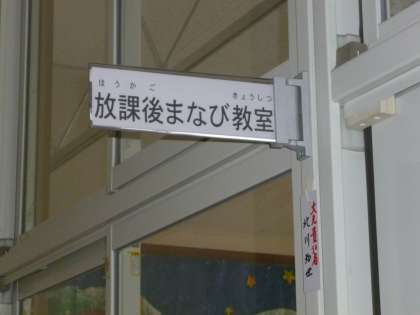 ほうかご きょうしつ
放課後まなび教室